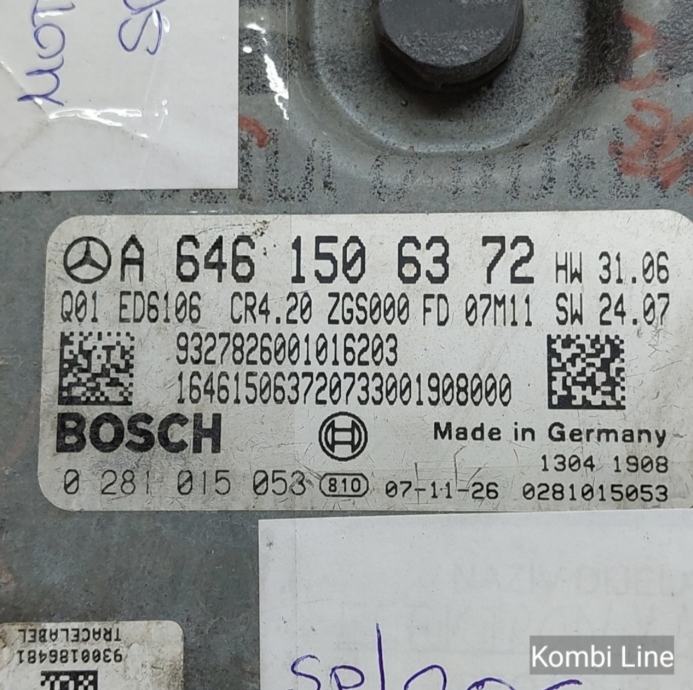 A 646 150 63 72 HW 31.06
Q01 ED6106 CR4.20 ZGS000 FD 07M11 SW 24.07
9327826001016203
164615063720733001908000
BOSCH
Made in Germany
1304 1908
0 281 015 053 810 07-11-26 0281015053
TRACELABEL
9300186481
Kombi Line